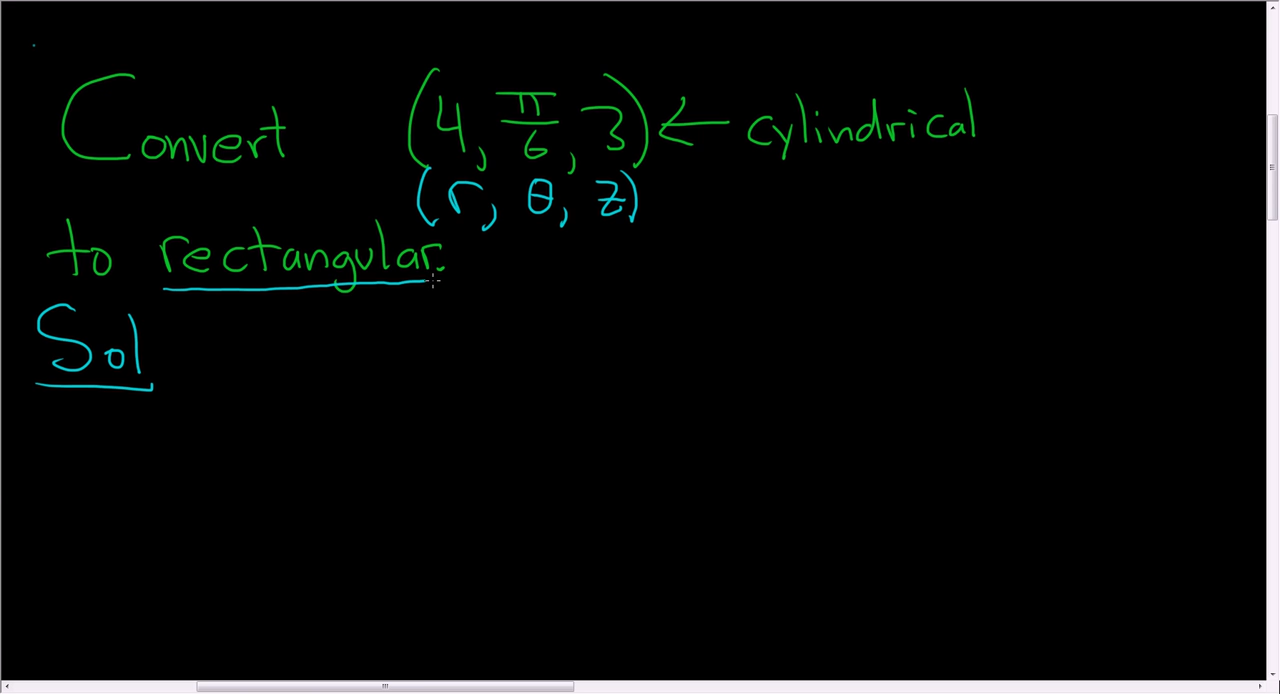 Convert (4, π/6, 3) ← cylindrical
(r, θ, z)
to rectangular.
Sol